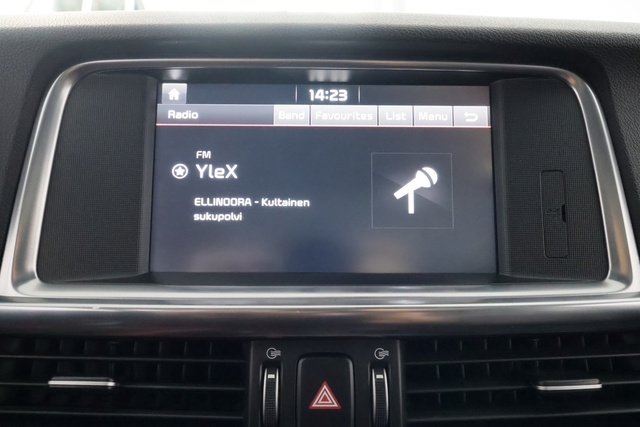 14:23
Radio Band Favourites List Menu
FM
YleX
ELLINOORA - Kultainen
sukupolvi